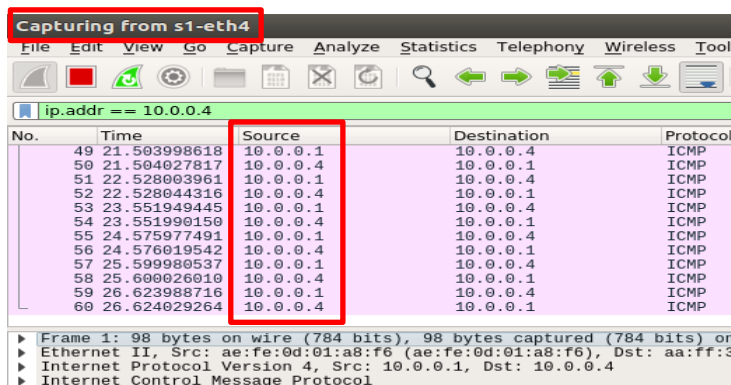 Capturing from s1-eth4
File Edit View Go Capture Analyze Statistics Telephony Wireless Tool
ip.addr == 10.0.0.4
No. Time Source Destination Protocol
49 21.503998618 10.0.0.1 10.0.0.4 ICMP
50 21.504027817 10.0.0.4 10.0.0.1 ICMP
51 22.528003961 10.0.0.1 10.0.0.4 ICMP
52 22.528044316 10.0.0.4 10.0.0.1 ICMP
53 23.551949445 10.0.0.1 10.0.0.4 ICMP
54 23.551990150 10.0.0.4 10.0.0.1 ICMP
55 24.575977491 10.0.0.1 10.0.0.4 ICMP
56 24.576019542 10.0.0.4 10.0.0.1 ICMP
57 25.599980537 10.0.0.1 10.0.0.4 ICMP
58 25.600026010 10.0.0.4 10.0.0.1 ICMP
59 26.623988716 10.0.0.1 10.0.0.4 ICMP
60 26.624029264 10.0.0.4 10.0.0.1 ICMP
Frame 1: 98 bytes on wire (784 bits), 98 bytes captured (784 bits) on
Ethernet II, Src: ae:fe:0d:01:a8:f6 (ae:fe:0d:01:a8:f6), Dst: aa:ff:3
Internet Protocol Version 4, Src: 10.0.0.1, Dst: 10.0.0.4
Internet Control Message Protocol